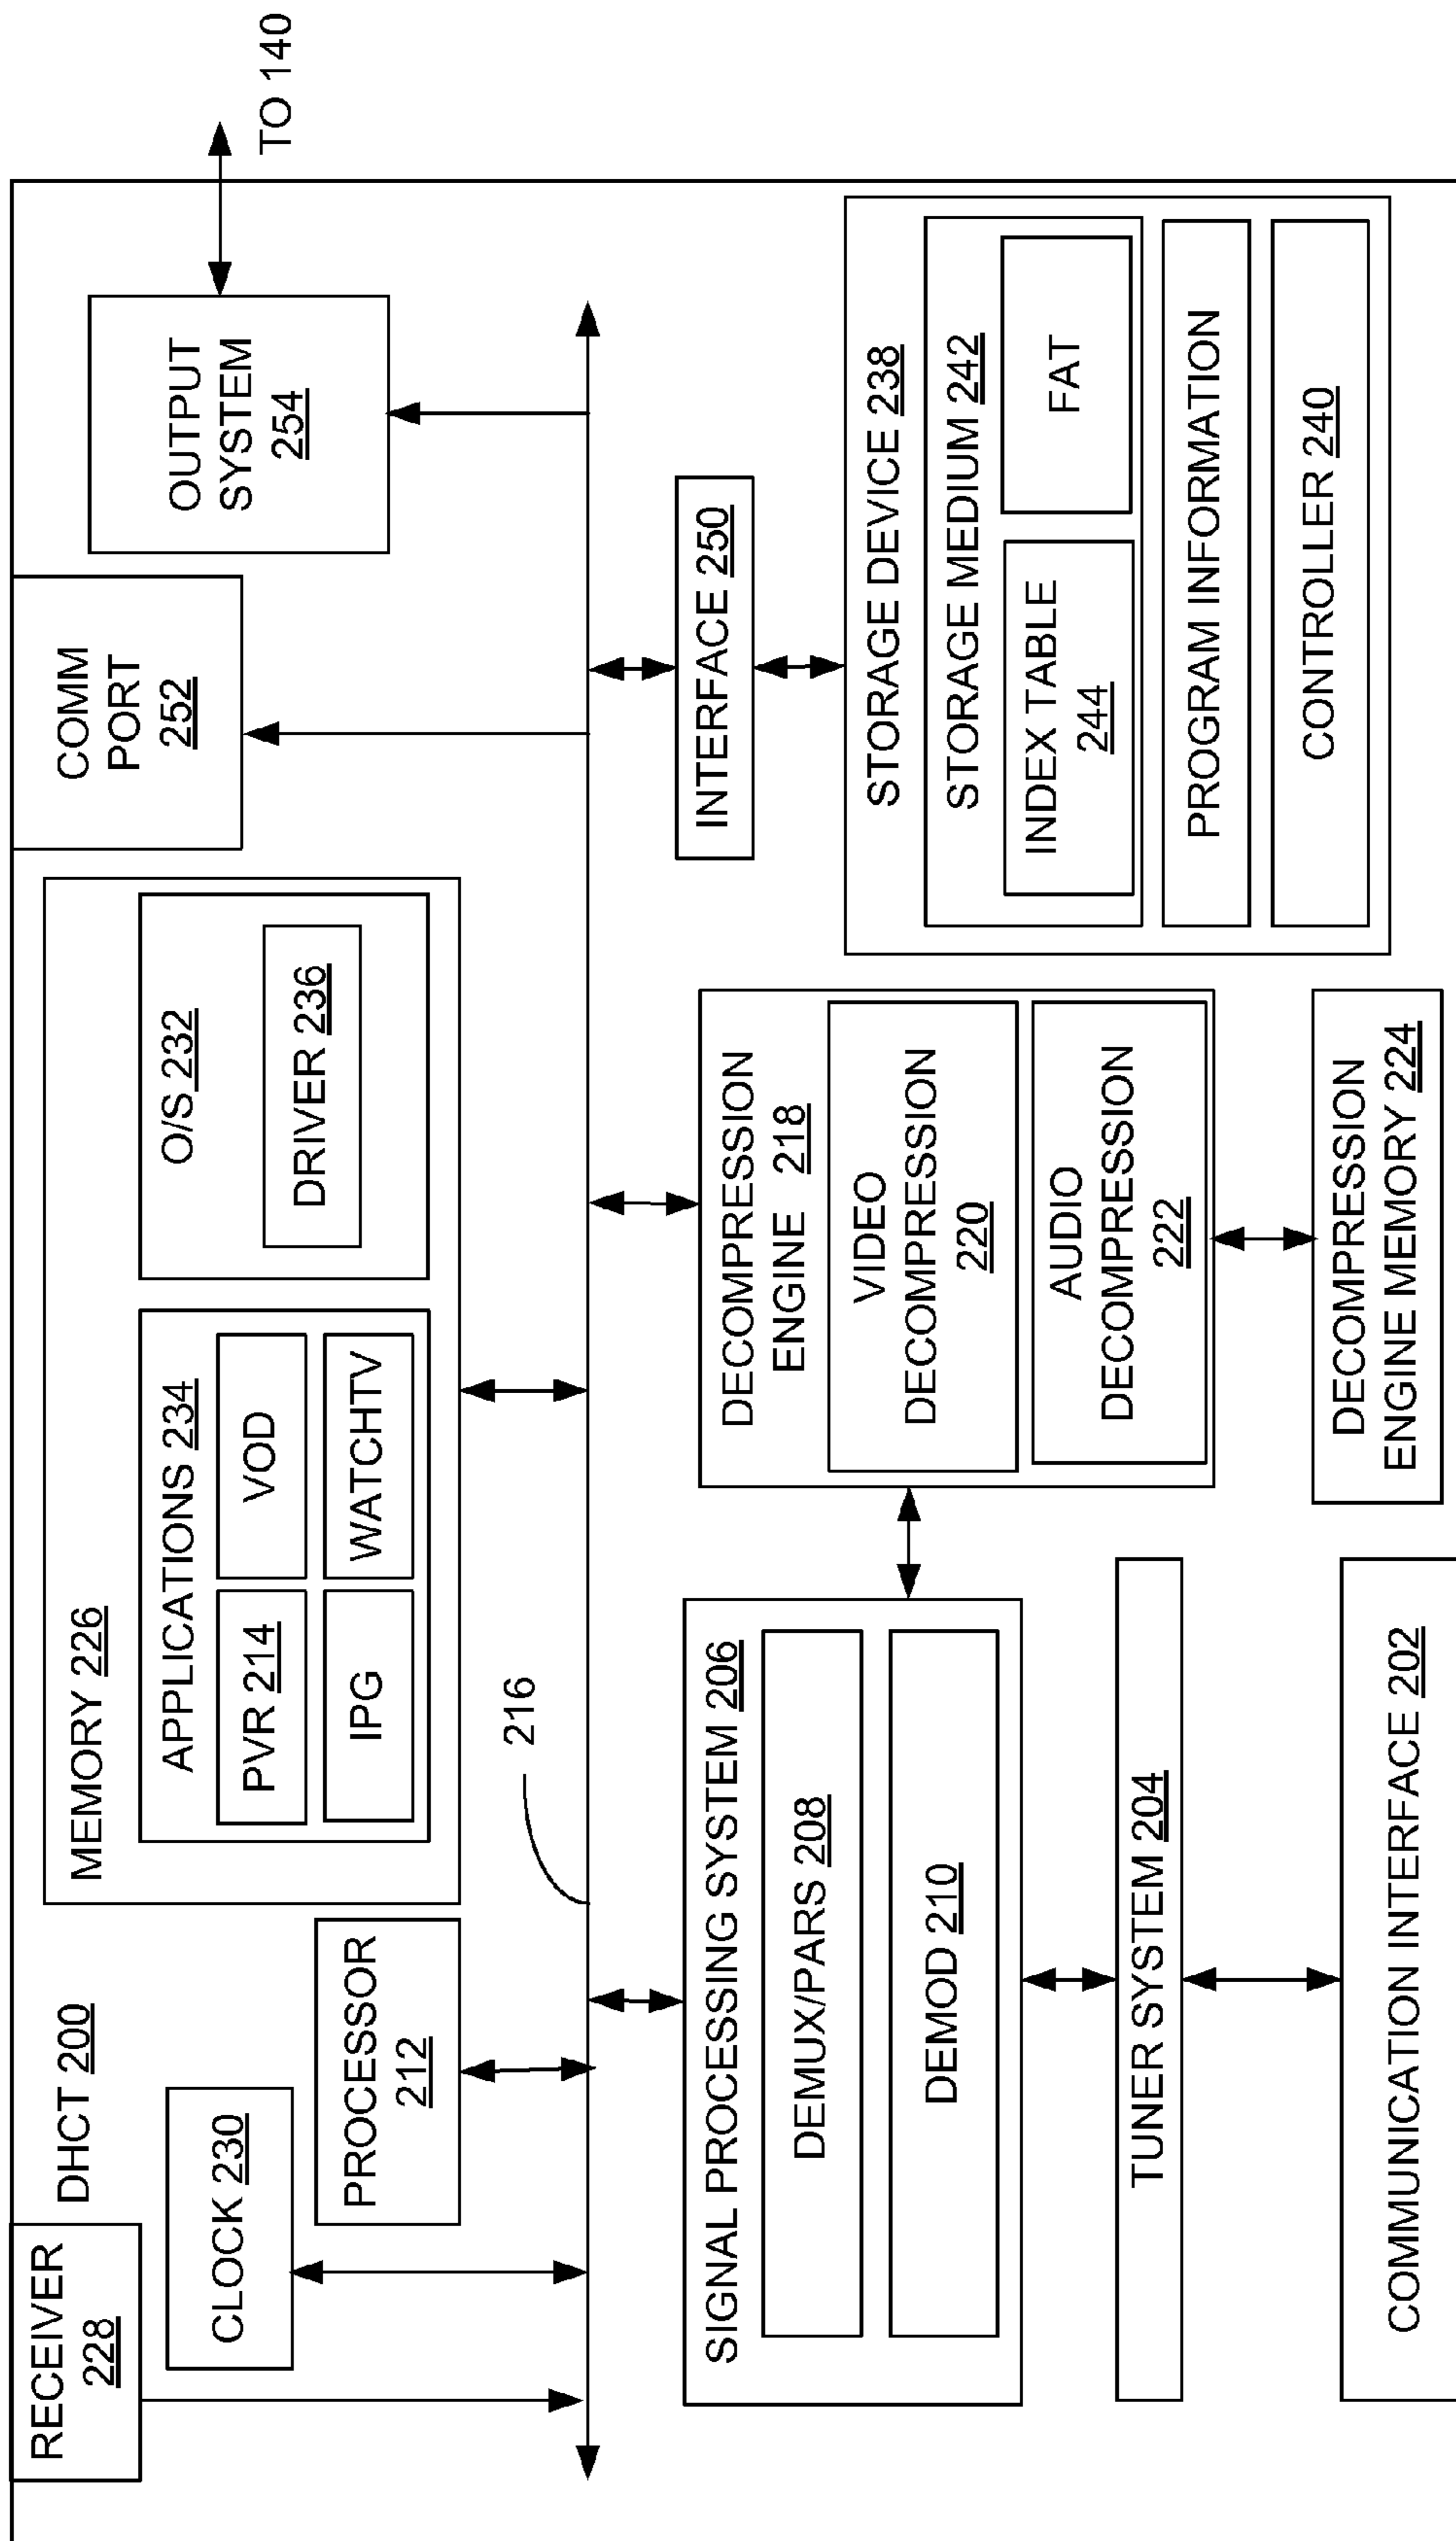 RECEIVER
228
DHCT 200
CLOCK 230
PROCESSOR
212
MEMORY 226
APPLICATIONS 234
PVR 214
VOD
IPG
WATCHTV
O/S 232
DRIVER 236
COMM
PORT
252
OUTPUT
SYSTEM
254
TO 140
216
SIGNAL PROCESSING SYSTEM 206
DEMUX/PARS 208
DEMOD 210
TUNER SYSTEM 204
COMMUNICATION INTERFACE 202
DECOMPRESSION
ENGINE 218
VIDEO
DECOMPRESSION
220
AUDIO
DECOMPRESSION
222
DECOMPRESSION
ENGINE MEMORY 224
INTERFACE 250
STORAGE DEVICE 238
STORAGE MEDIUM 242
INDEX TABLE
244
FAT
PROGRAM INFORMATION
CONTROLLER 240